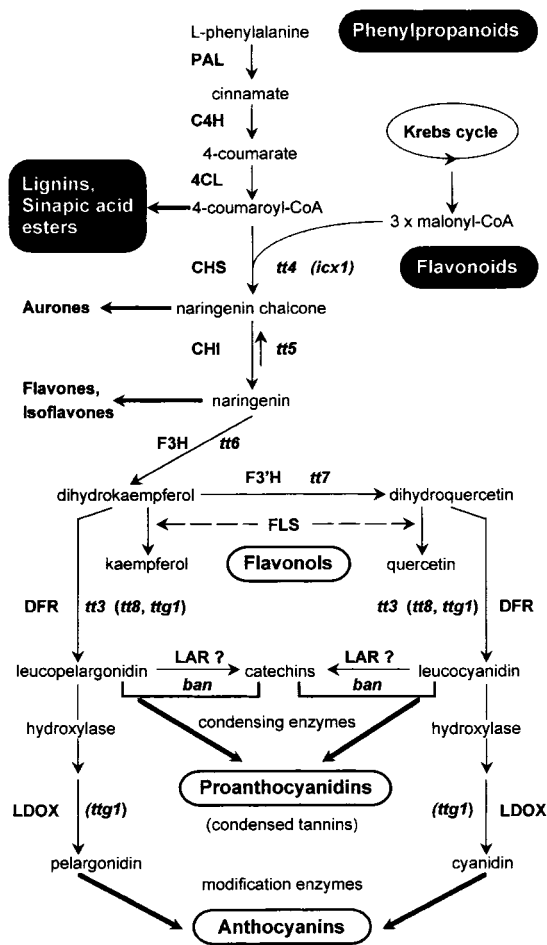 L-phenylalanine
Phenylpropanoids
PAL
cinnamate
C4H
Krebs cycle
4-coumarate
Lignins,
Sinapic acid
esters
4CL
4-coumaroyl-CoA
3 x malonyl-CoA
CHS tt4 (icx1)
Flavonoids
Aurones
naringenin chalcone
CHI tt5
Flavones,
Isoflavones
naringenin
F3H tt6
F3'H tt7
dihydrokaempferol
dihydroquercetin
FLS
kaempferol
Flavonols
quercetin
DFR tt3 (tt8, ttg1)
tt3 (tt8, ttg1) DFR
leucopelargonidin
LAR ?
ban
catechins
LAR ?
ban
leucocyanidin
hydroxylase
condensing enzymes
hydroxylase
Proanthocyanidins
(condensed tannins)
LDOX (ttg1)
(ttg1) LDOX
pelargonidin
cyanidin
modification enzymes
Anthocyanins